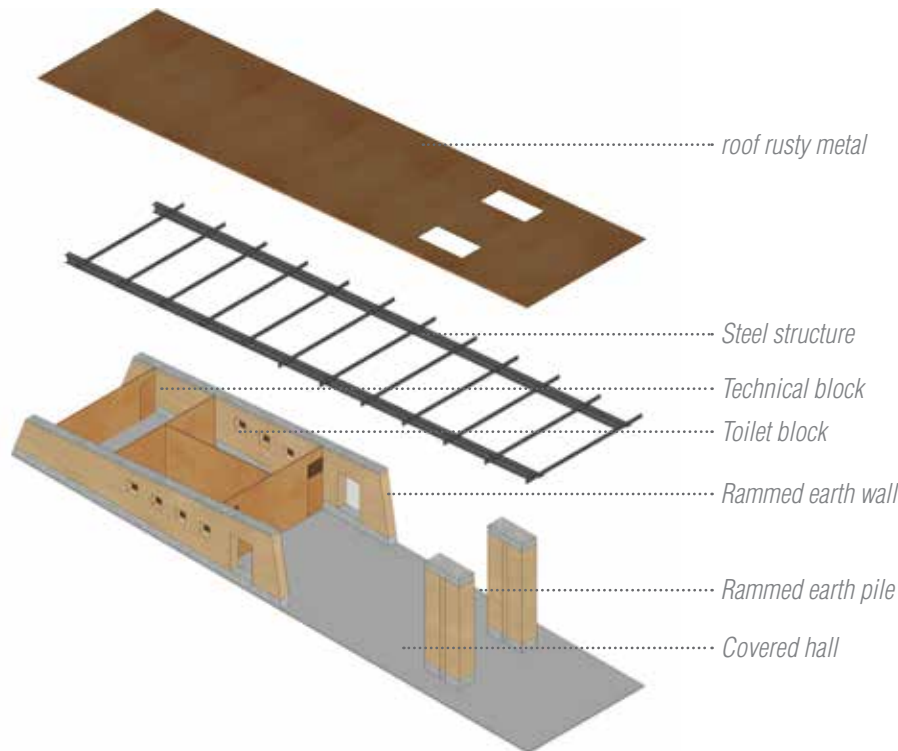 roof rusty metal
Steel structure
Technical block
Toilet block
Rammed earth wall
Rammed earth pile
Covered hall